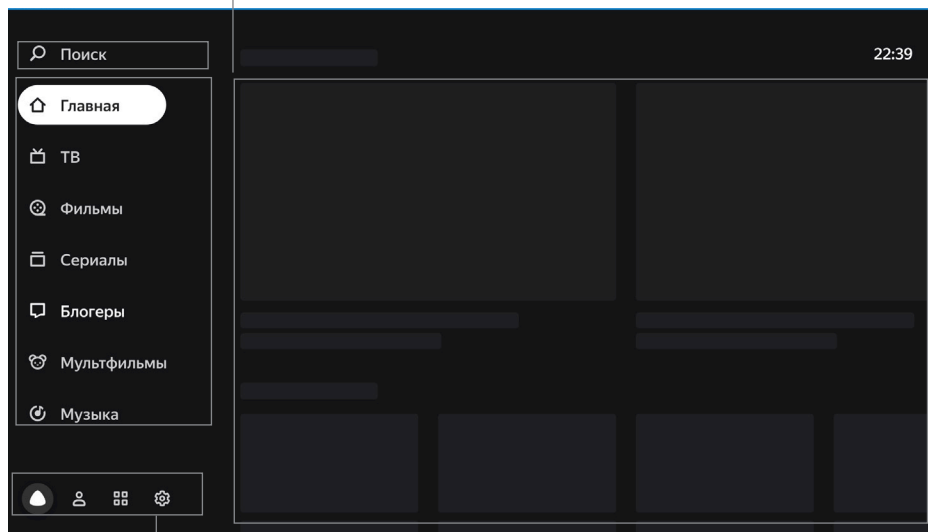 Поиск
22:39
Главная
ТВ
Фильмы
Сериалы
Блогеры
Мультфильмы
Музыка